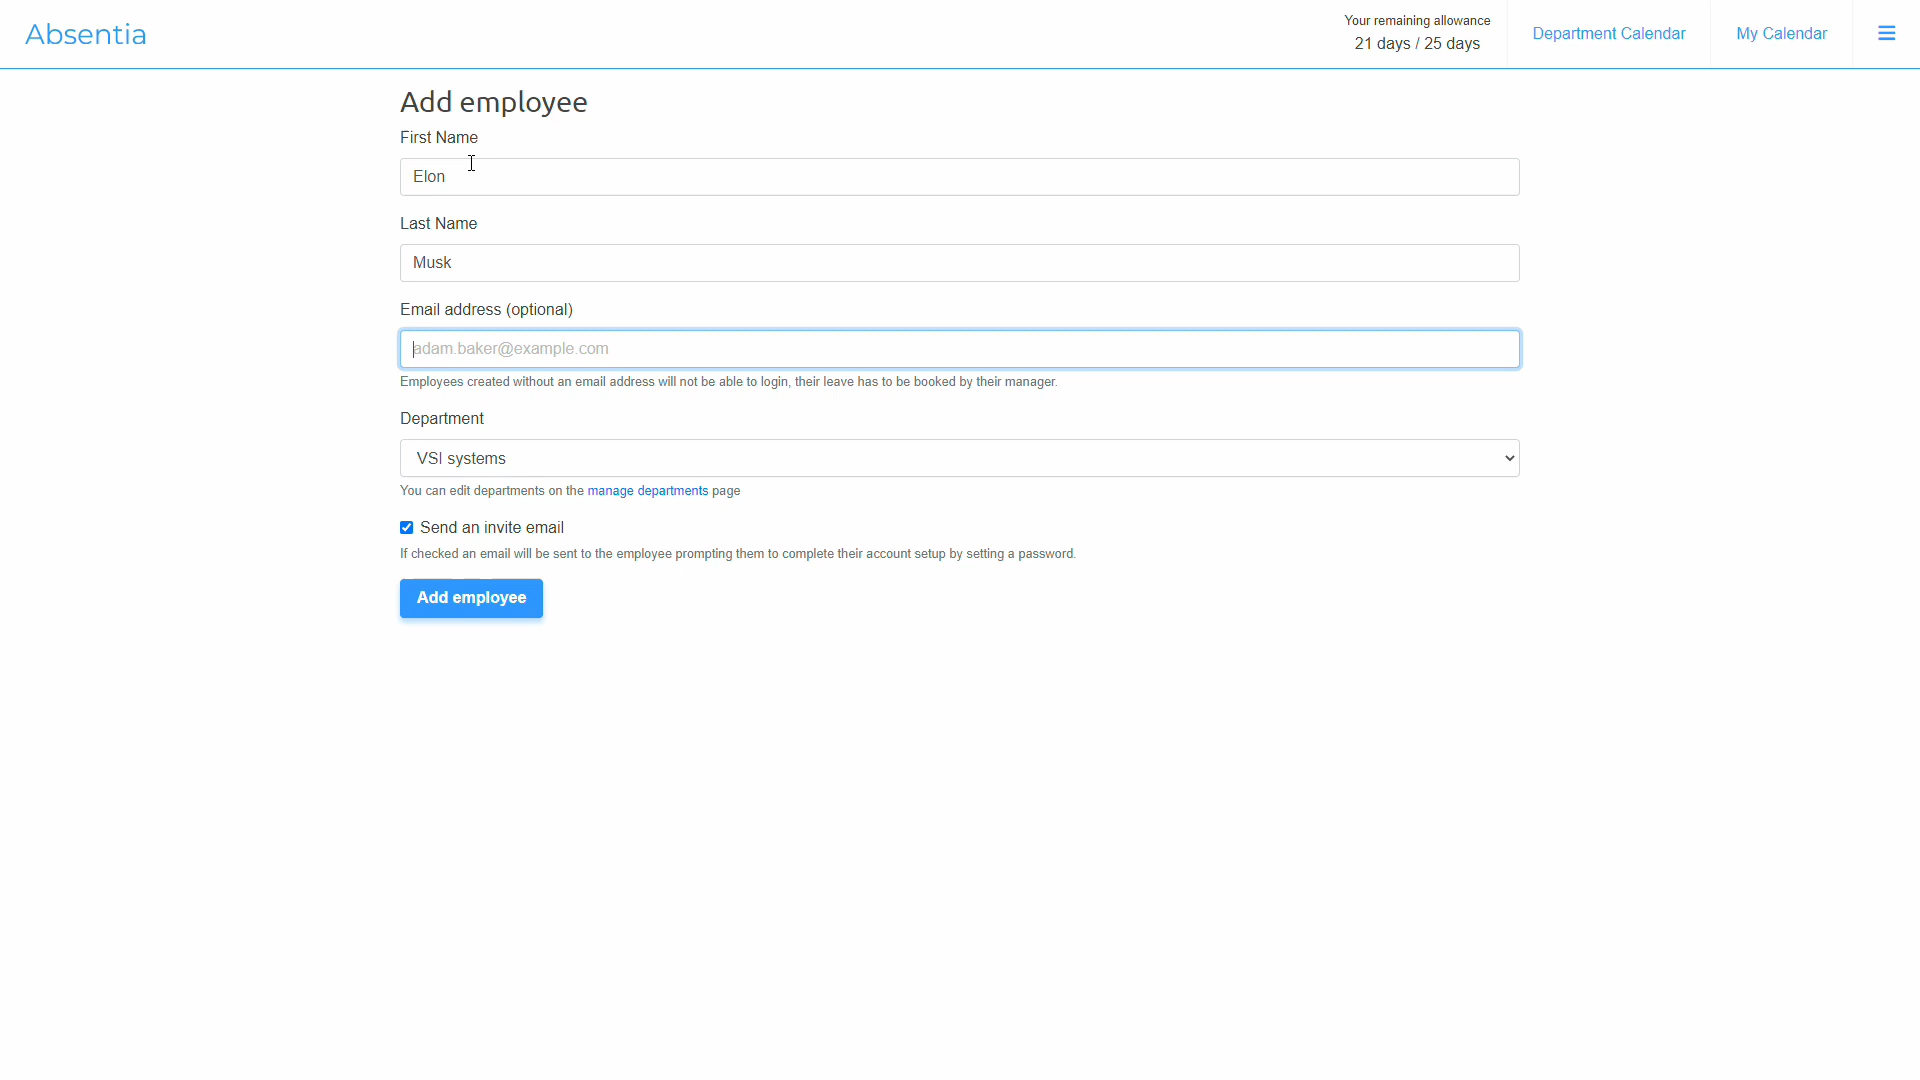 Absentia
Your remaining allowance
21 days / 25 days
Department Calendar
My Calendar
Add employee
First Name
Elon
Last Name
Musk
Email address (optional)
adam.baker@example.com
Employees created without an email address will not be able to login, their leave has to be booked by their manager.
Department
VSI systems
You can edit departments on the manage departments page
Send an invite email
If checked an email will be sent to the employee prompting them to complete their account setup by setting a password.
Add employee